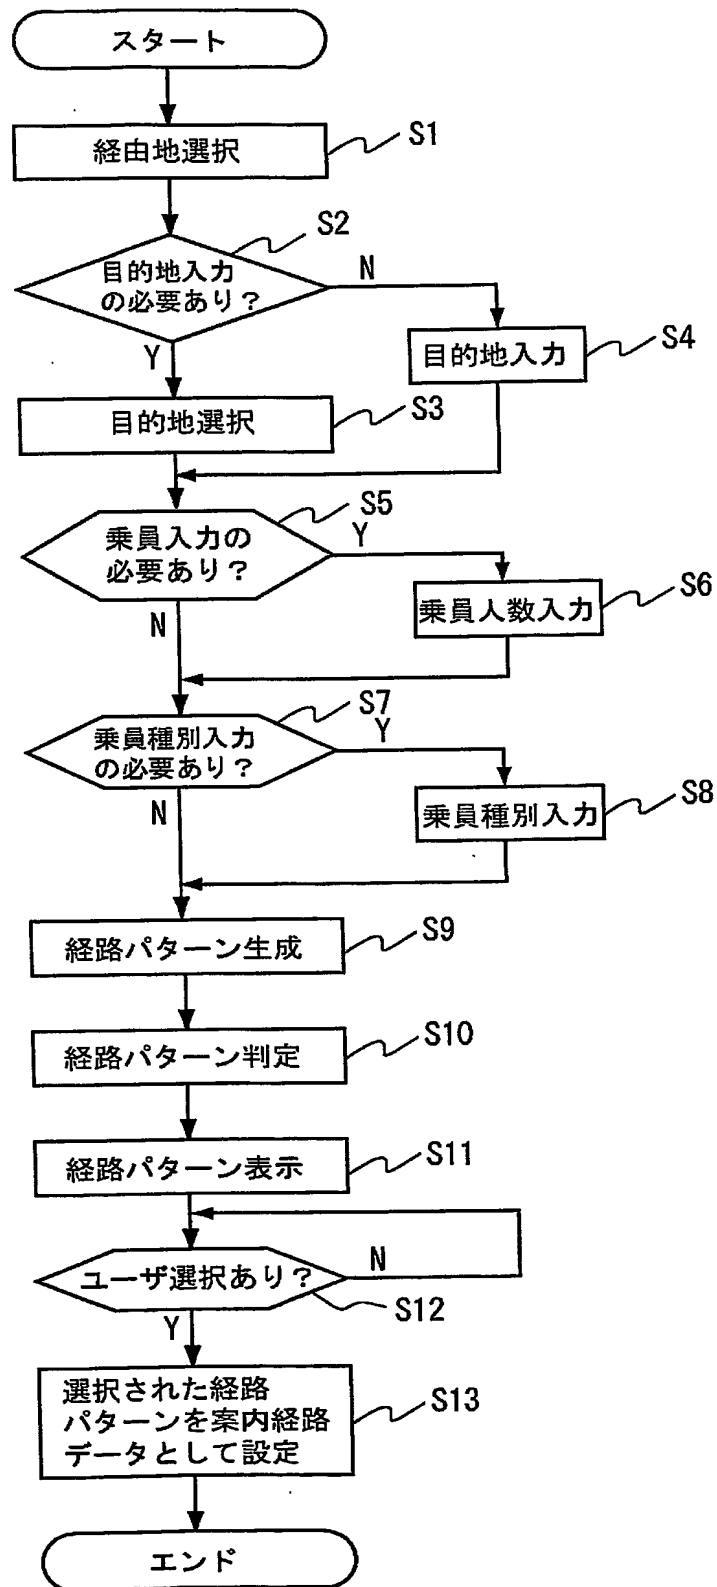 スタート
経由地選択
S1
S2
目的地入力
の必要あり？
N
Y
目的地入力
S4
目的地選択
S3
S5
乗員入力の
必要あり？
Y
N
乗員人数入力
S6
S7
乗員種別入力
の必要あり？
Y
N
乗員種別入力
S8
経路パターン生成
S9
経路パターン判定
S10
経路パターン表示
S11
ユーザ選択あり？
N
S12
Y
選択された経路
パターンを案内経路
データとして設定
S13
エンド